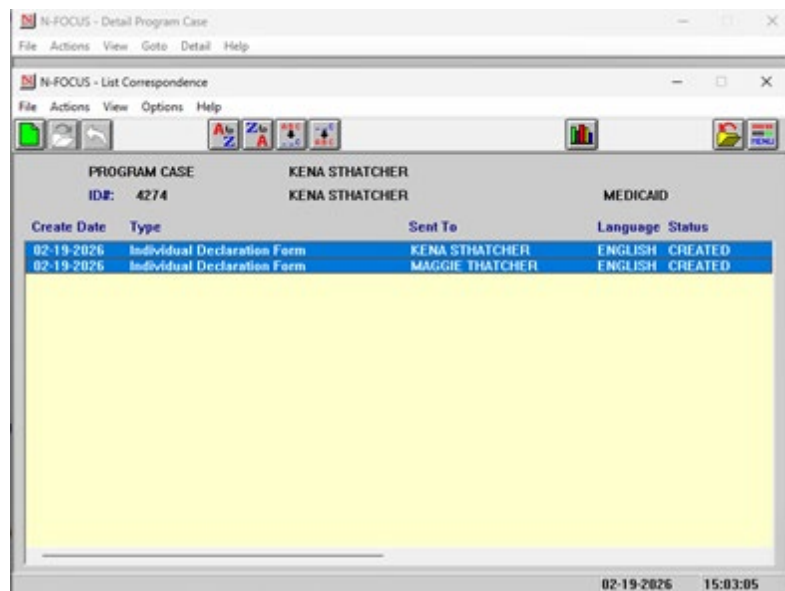 N-FOCUS - Detail Program Case
File Actions View Goto Detail Help
N-FOCUS - List Correspondence
File Actions View Options Help
PROGRAM CASE KENA STHATCHER
ID#: 4274 KENA STHATCHER MEDICAID
Create Date Type Sent To Language Status
02-19-2026 Individual Declaration Form KENA STHATCHER ENGLISH CREATED
02-19-2026 Individual Declaration Form MAGGIE THATCHER ENGLISH CREATED
02-19-2026 15:03:05